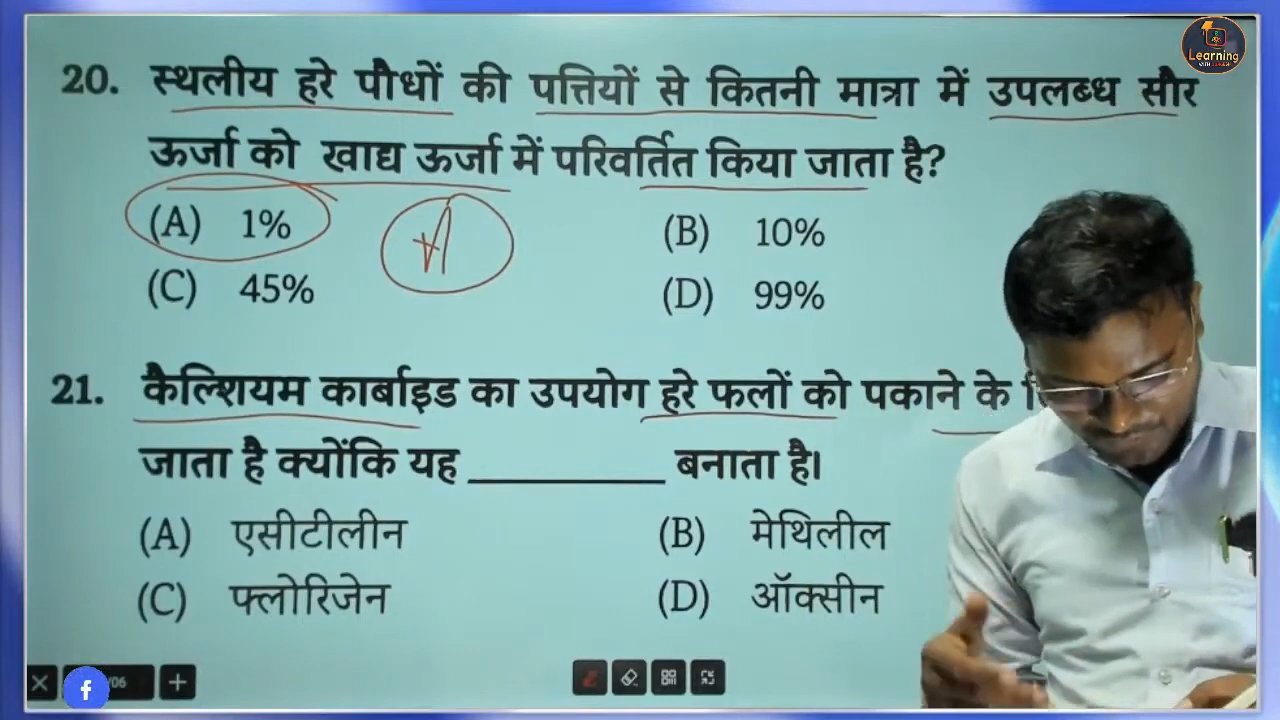 Learning
20. स्थलीय हरे पौधों की पत्तियों से कितनी मात्रा में उपलब्ध सौर
ऊर्जा को खाद्य ऊर्जा में परिवर्तित किया जाता है?
(A) 1%
A
(B) 10%
(C) 45%
(D) 99%
21. कैल्शियम कार्बाइड का उपयोग हरे फलों को पकाने के
जाता है क्योंकि यह __________ बनाता है।
(A) एसीटीलीन
(B) मेथिलील
(C) फ्लोरिजेन
(D) ऑक्सीन
f
/06